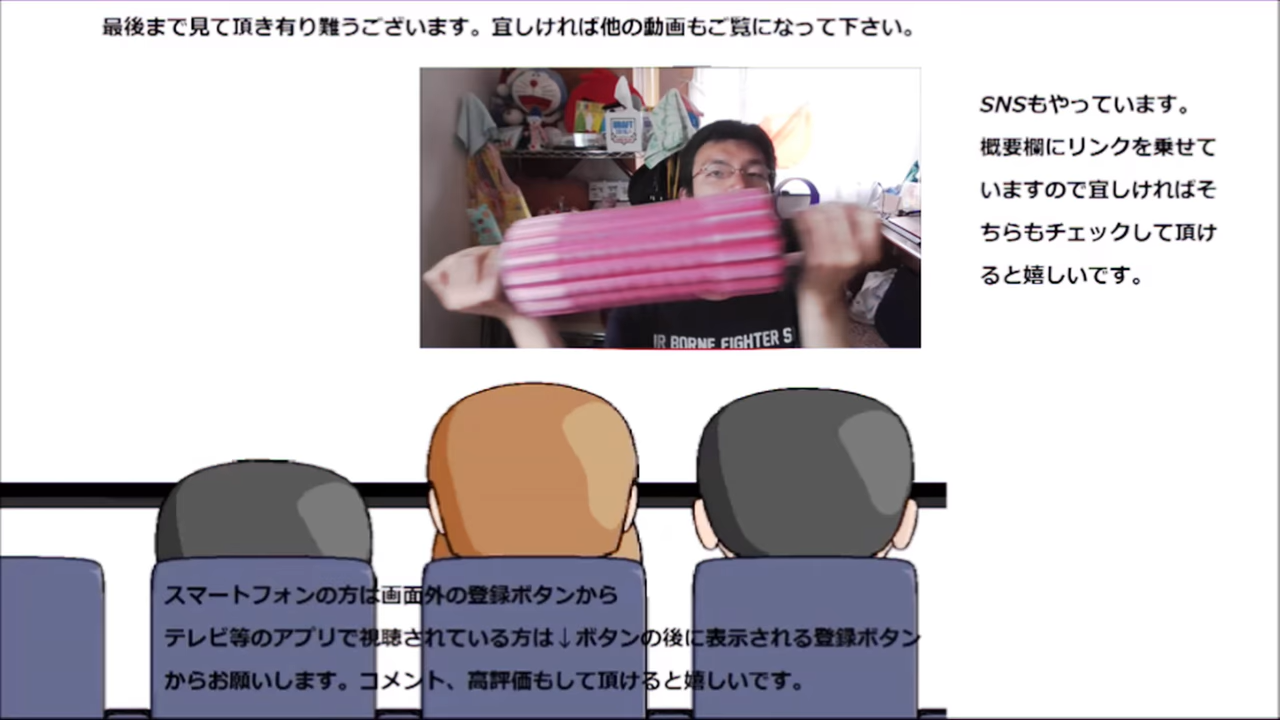 最後まで見て頂き有り難うございます。宜しければ他の動画もご覧になって下さい。
SNSもやっています。
概要欄にリンクを乗せて
いますので宜しければそ
ちらもチェックして頂け
ると嬉しいです。
DRAFT
IR BORNE FIGHTER S
スマートフォンの方は画面外の登録ボタンから
テレビ等のアプリで視聴されている方は↓ボタンの後に表示される登録ボタン
からお願いします。コメント、高評価もして頂けると嬉しいです。